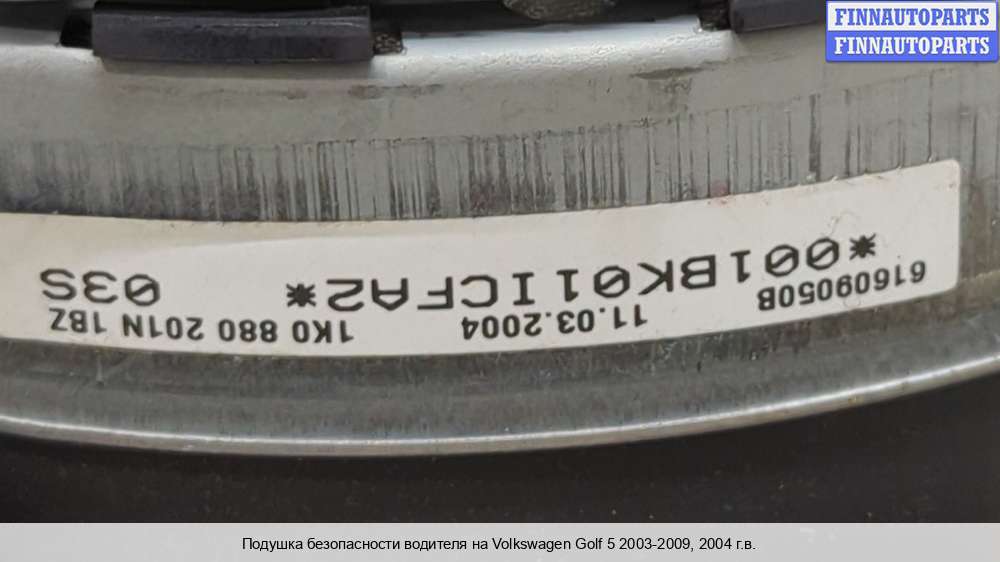 FINNAUTOPARTS
FINNAUTOPARTS
61609050B 11.03.2004 1K0 880 201N 1BZ
*001BK01ICFA2* 03S
Подушка безопасности водителя на Volkswagen Golf 5 2003-2009, 2004 г.в.